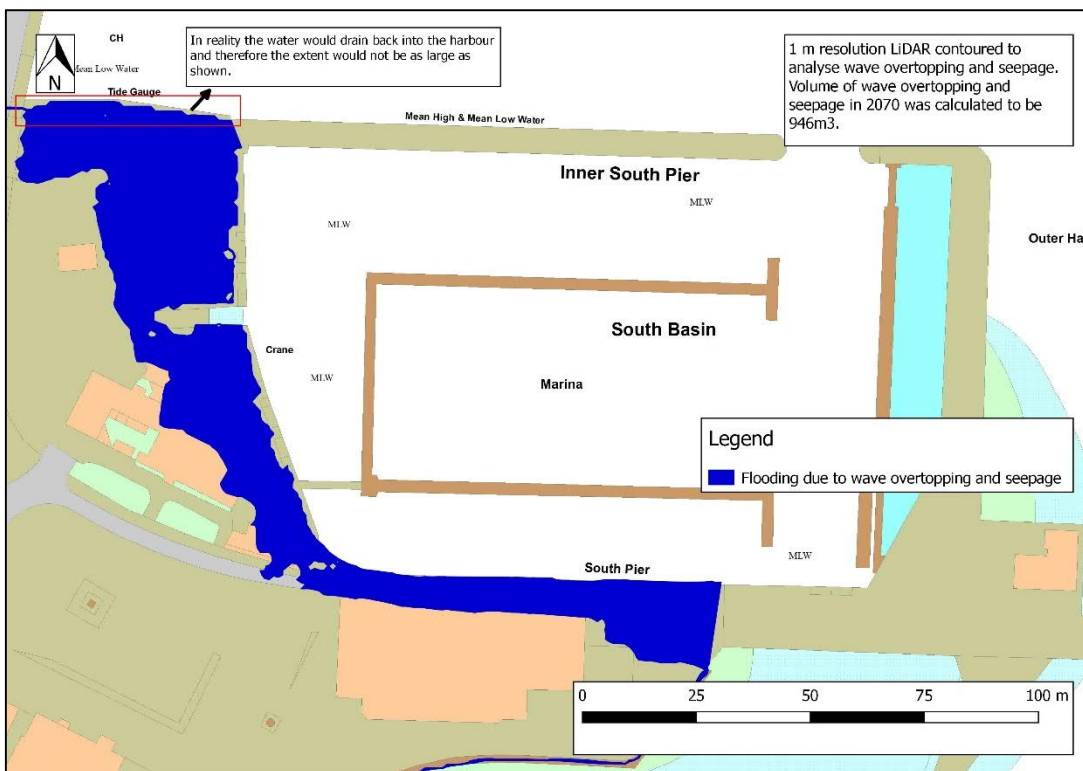 CH
Mean Low Water
N
Tide Gauge
In reality the water would drain back into the harbour
and therefore the extent would not be as large as
shown.
1 m resolution LiDAR contoured to
analyse wave overtopping and seepage.
Volume of wave overtopping and
seepage in 2070 was calculated to be
946m3.
Mean High & Mean Low Water
Inner South Pier
MLW
MLW
Outer Ha
South Basin
Crane
MLW
Marina
Legend
Flooding due to wave overtopping and seepage
MLW
South Pier
0 25 50 75 100 m